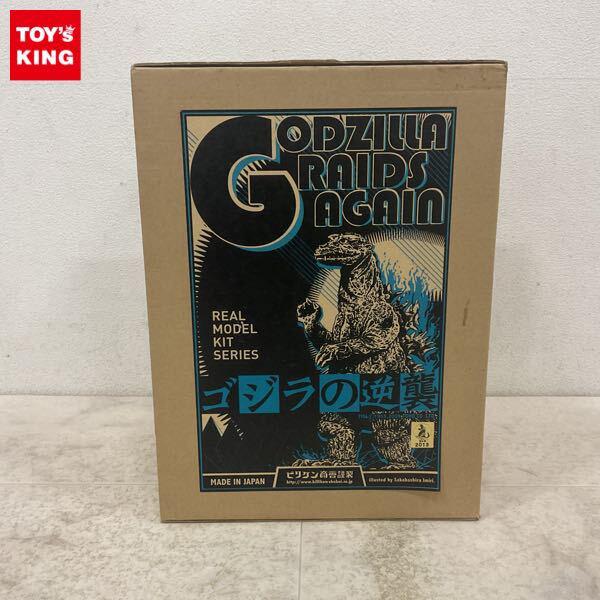 TOY'S
KING
GODZILLA
RAIDS
AGAIN
REAL
MODEL
KIT
SERIES
ゴジラの逆襲
2013
MADE IN JAPAN
ビリケン商会謹製
illustrated by Takahashira Imiri.